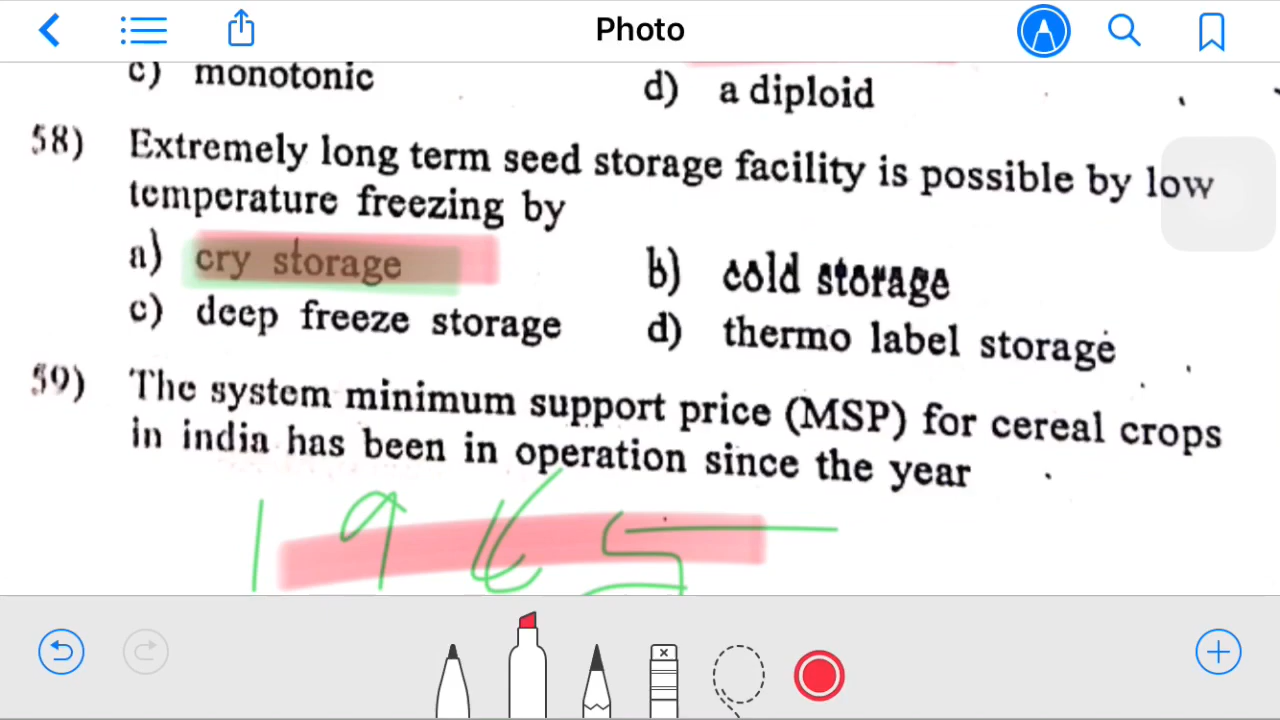 Photo
c) monotonic d) a diploid
58) Extremely long term seed storage facility is possible by low
temperature freezing by
a) cry storage b) cold storage
c) deep freeze storage d) thermo label storage
59) The system minimum support price (MSP) for cereal crops
in india has been in operation since the year
1965